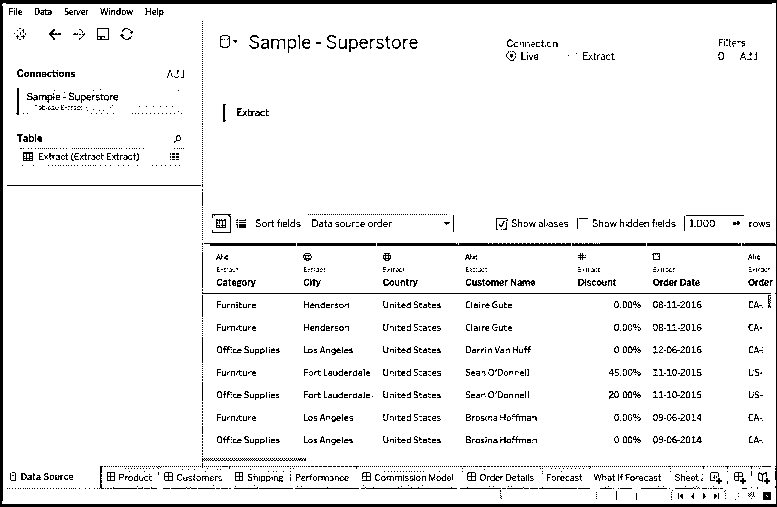 File Data Server Window Help
Connections Add
Sample - Superstore
Tableau Extract
Table
Extract (Extract Extract)
Sample - Superstore
Connection
Live Extract
Filters
0 Add
Extract
Sort fields Data source order Show aliases Show hidden fields 1,000 rows
Abc Abc # Abc
Extract Extract Extract Extract Extract Extract Extract
Category City Country Customer Name Discount Order Date Order
Furniture Henderson United States Claire Gute 0.00% 08-11-2016 CA-
Furniture Henderson United States Claire Gute 0.00% 08-11-2016 CA-
Office Supplies Los Angeles United States Darrin Van Huff 0.00% 12-06-2016 CA-
Furniture Fort Lauderdale United States Sean O'Donnell 45.00% 11-10-2015 US-
Office Supplies Fort Lauderdale United States Sean O'Donnell 20.00% 11-10-2015 US-
Furniture Los Angeles United States Brosina Hoffman 0.00% 09-06-2014 CA-
Office Supplies Los Angeles United States Brosina Hoffman 0.00% 09-06-2014 CA-
Data Source Product Customers Shipping Performance Commission Model Order Details Forecast What If Forecast Sheet